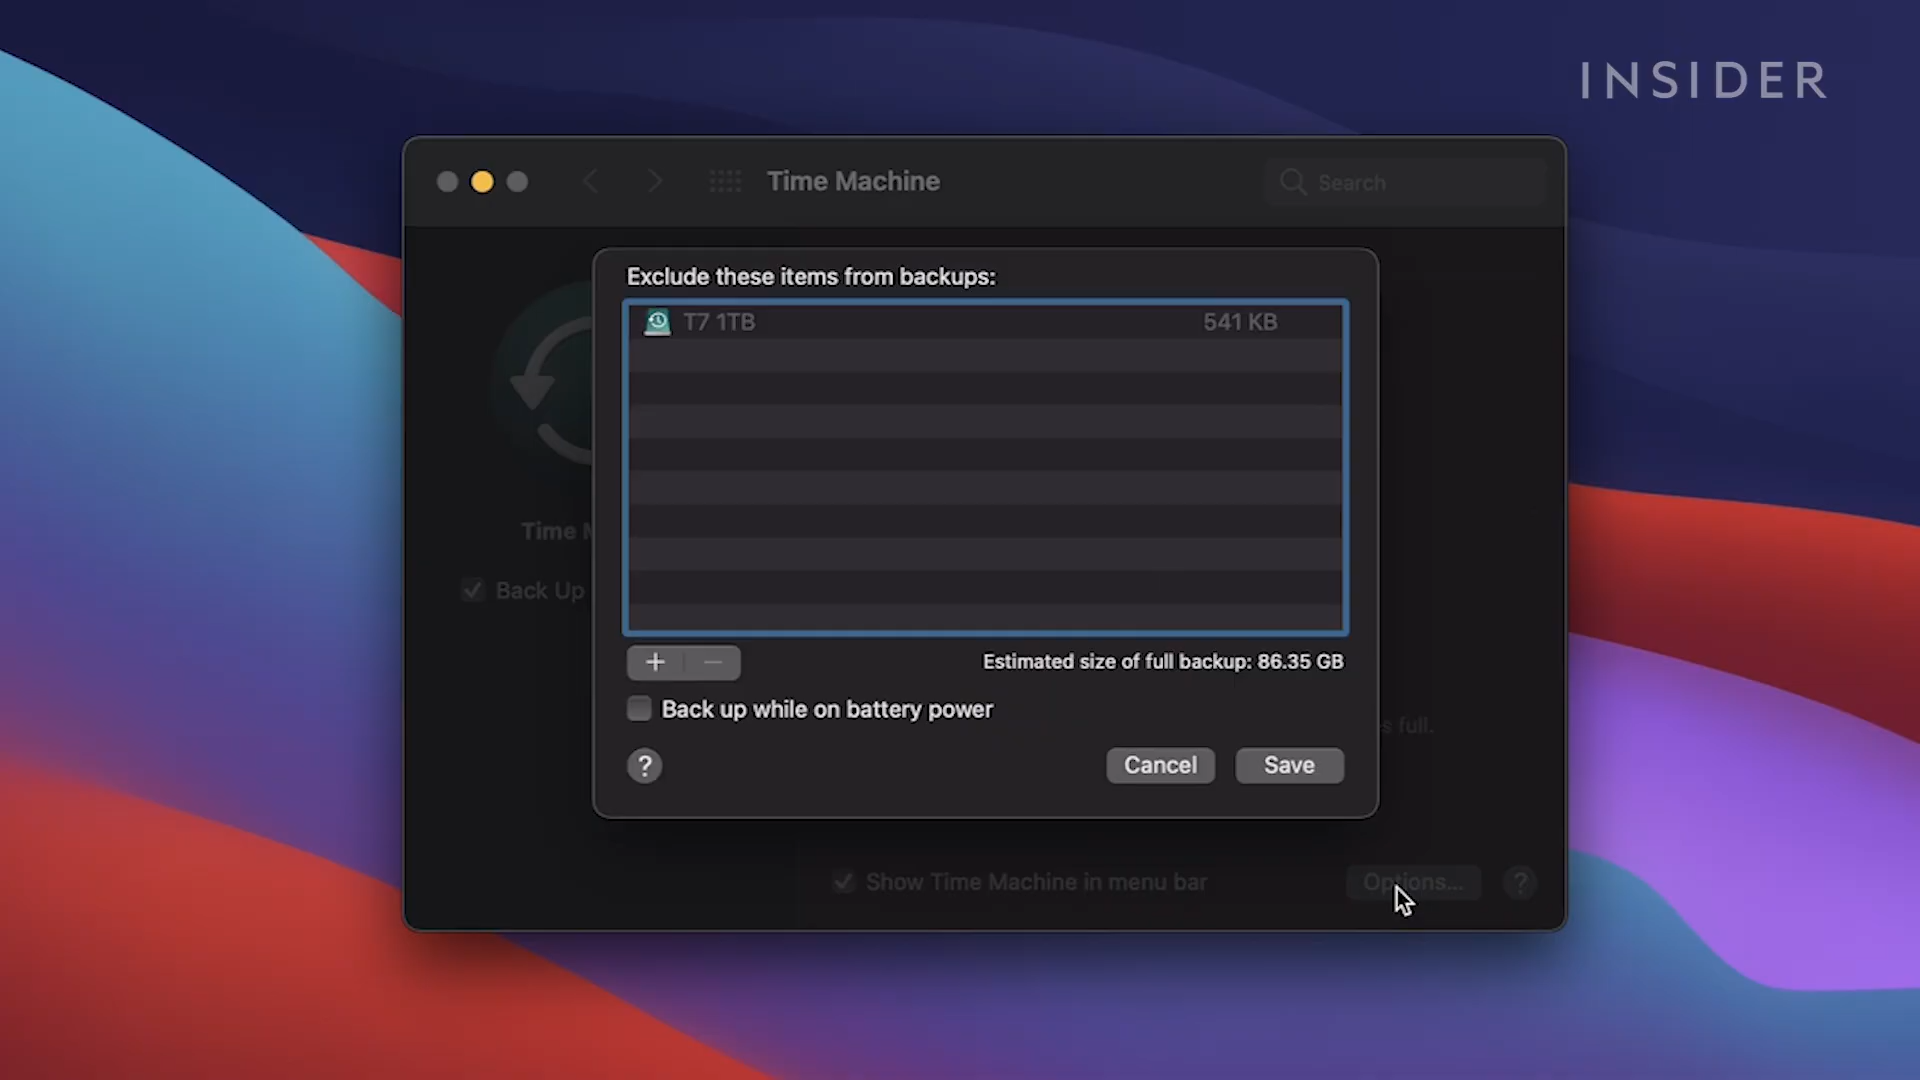 INSIDER
Time Machine
Search
Exclude these items from backups:
T7 1TB 541 KB
Time M
Back Up
+ − Estimated size of full backup: 86.35 GB
Back up while on battery power
s full.
? Cancel Save
Show Time Machine in menu bar Options... ?